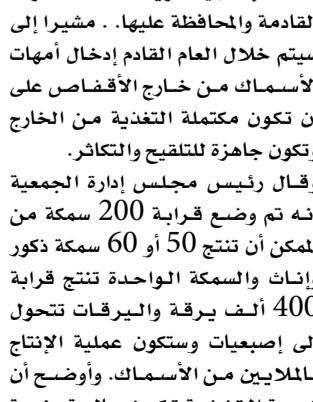 القادمة والمحافظة عليها. . مشيرا إلى
سيتم خلال العام القادم إدخال أمهات
الأسماك من خارج الأقفاص على
ن تكون مكتملة التغذية من الخارج
وتكون جاهزة للتلقيح والتكاثر.
وقال رئيس مجلس إدارة الجمعية
نه تم وضع قرابة 200 سمكة من
لممكن أن تنتج 50 أو 60 سمكة ذكور
وإناث والسمكة الواحدة تنتج قرابة
400 ألف يرقة واليرقات تتحول
لى إصبعيات وستكون عملية الإنتاج
بالملايين من الأسماك. وأوضح أن